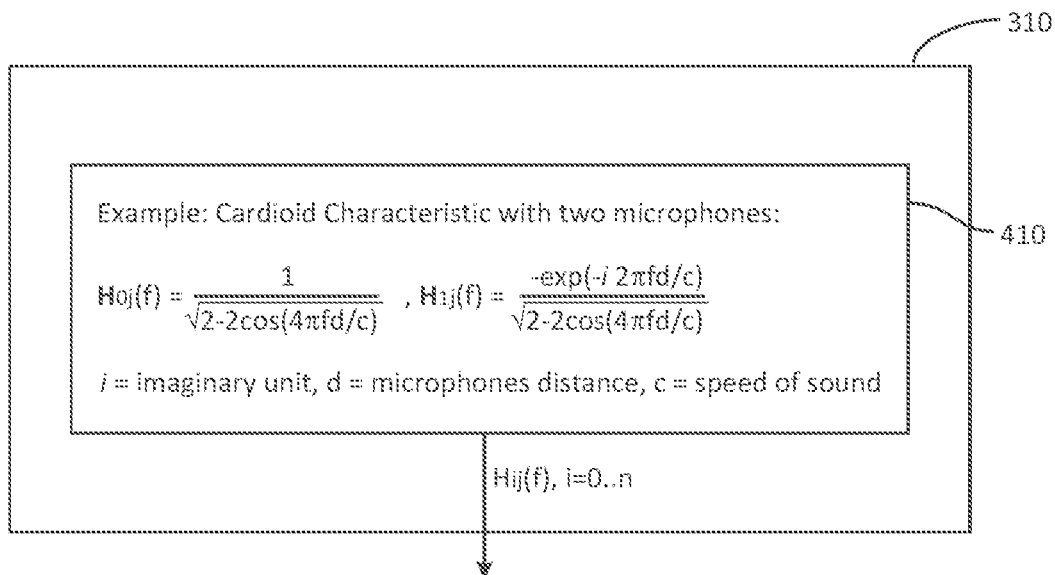 310
Example: Cardioid Characteristic with two microphones:
410
H0j(f) = 1/√2-2cos(4πfd/c) , H1j(f) = -exp(-i 2πfd/c)/√2-2cos(4πfd/c)
i = imaginary unit, d = microphones distance, c = speed of sound
Hij(f), i=0..n